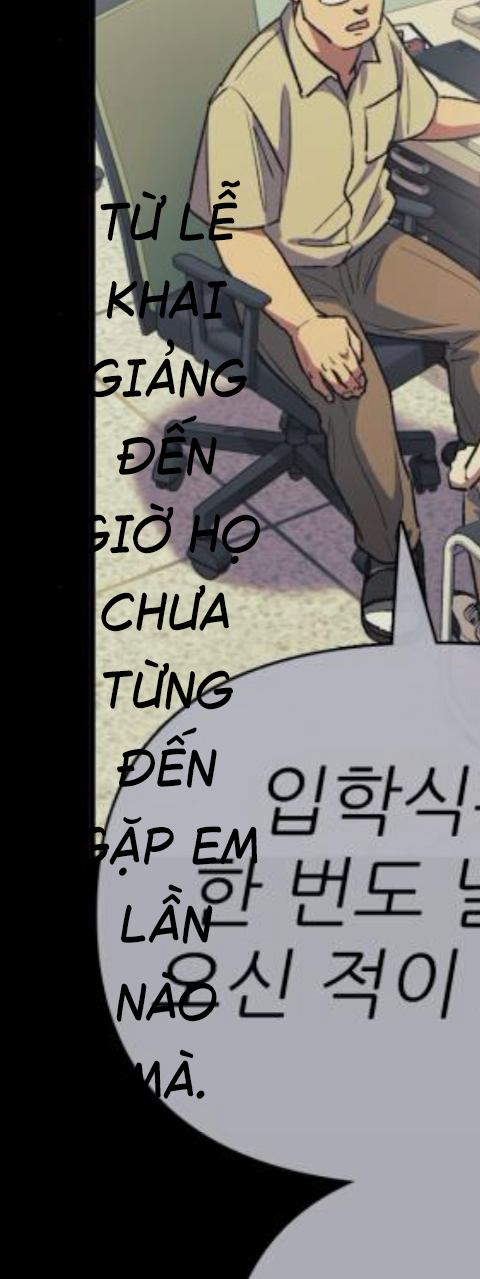 TỪ LỄ
KHAI
GIẢNG
ĐẾN
GIỜ HỌ
CHƯA
TỪNG
ĐẾN
GẶP EM
LẦN
NÀO
MÀ.
입학식
한 번도
오신 적이